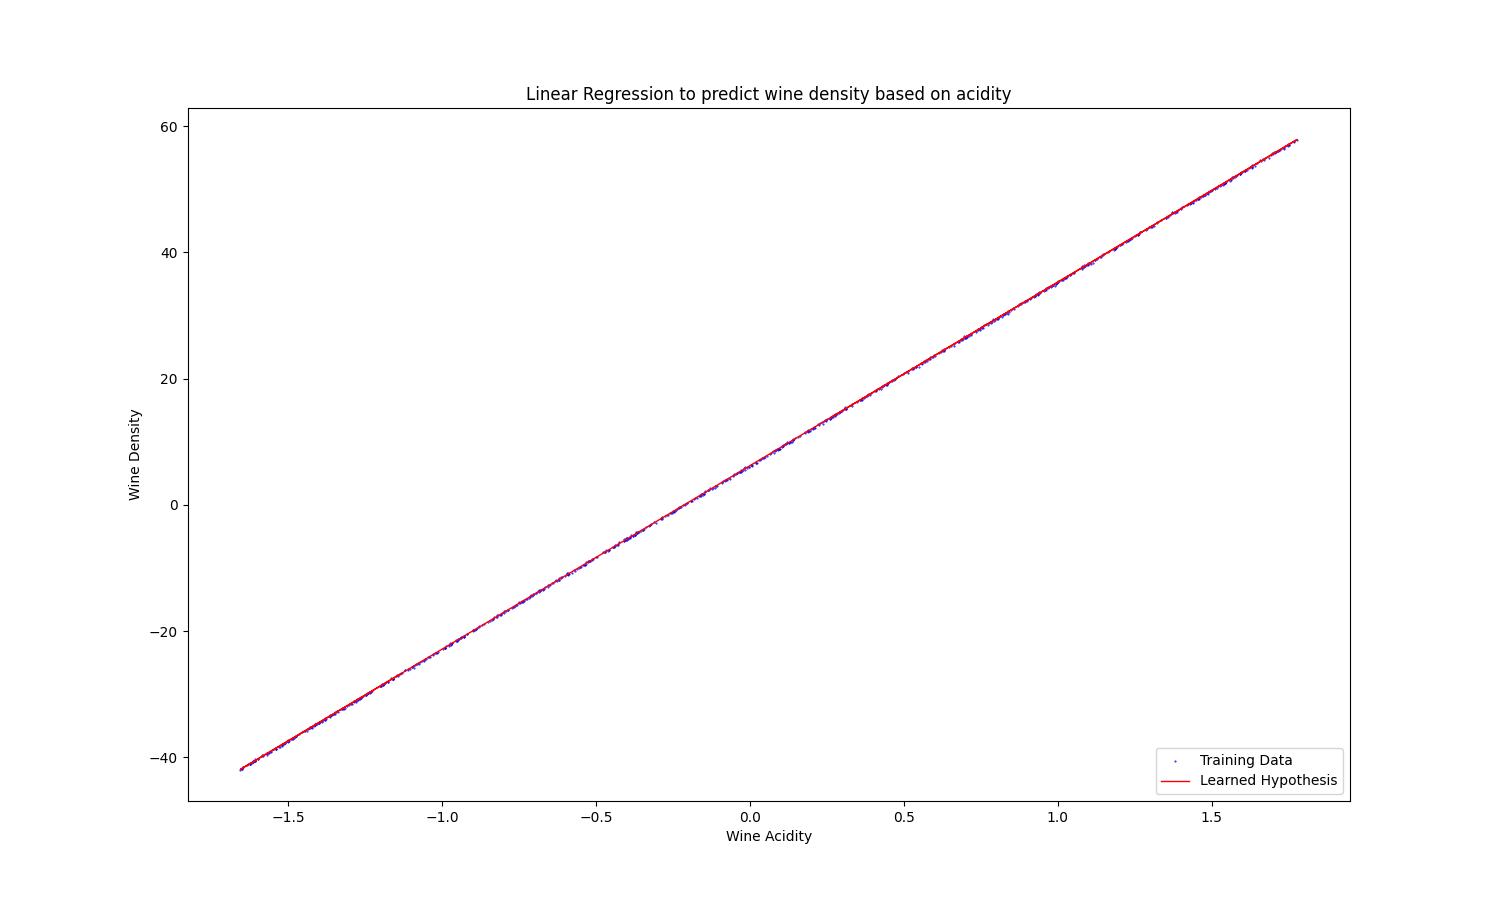 Linear Regression to predict wine density based on acidity
60
40
20
0
−20
−40
Wine Density
−1.5
−1.0
−0.5
0.0
0.5
1.0
1.5
Wine Acidity
Training Data
Learned Hypothesis